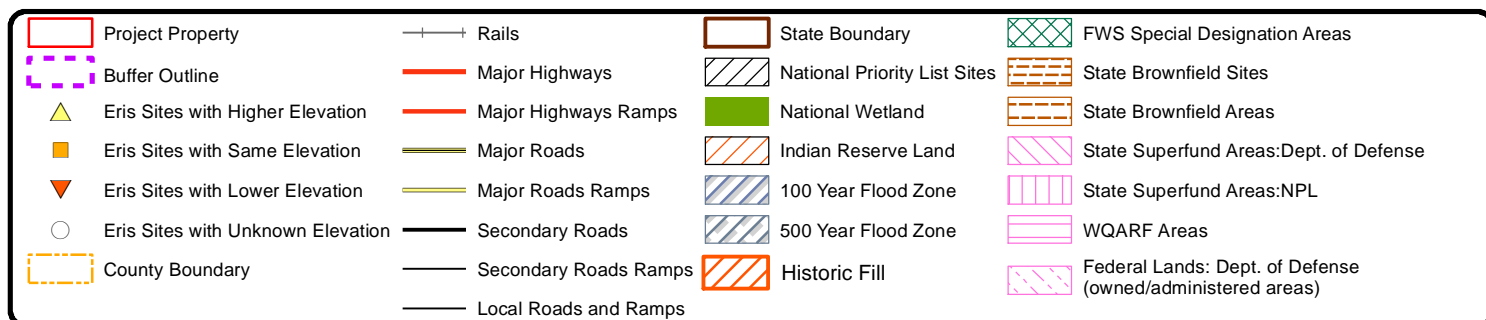 Project Property
Buffer Outline
Eris Sites with Higher Elevation
Eris Sites with Same Elevation
Eris Sites with Lower Elevation
Eris Sites with Unknown Elevation
County Boundary
Rails
Major Highways
Major Highways Ramps
Major Roads
Major Roads Ramps
Secondary Roads
Secondary Roads Ramps
Local Roads and Ramps
State Boundary
National Priority List Sites
National Wetland
Indian Reserve Land
100 Year Flood Zone
500 Year Flood Zone
Historic Fill
FWS Special Designation Areas
State Brownfield Sites
State Brownfield Areas
State Superfund Areas:Dept. of Defense
State Superfund Areas:NPL
WQARF Areas
Federal Lands: Dept. of Defense
(owned/administered areas)